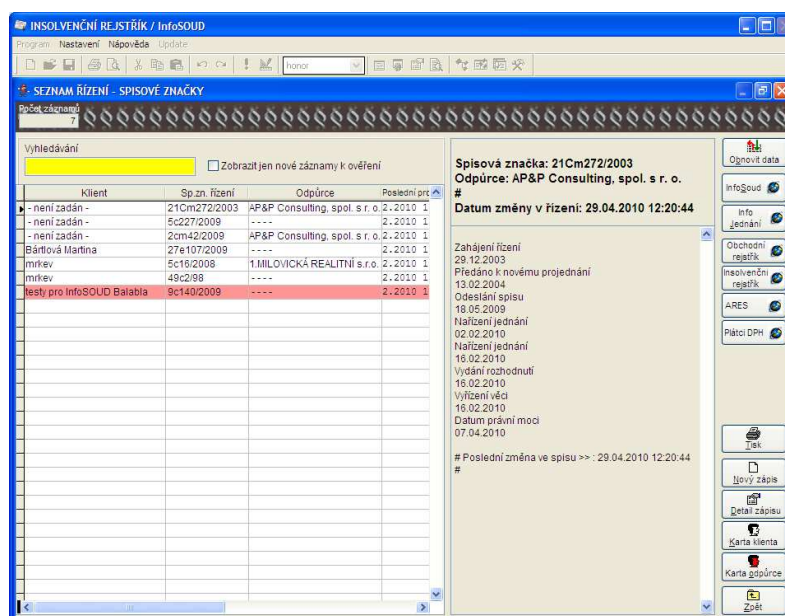 INSOLVENČNÍ REJSTŘÍK / InfoSOUD
Program Nastavení Nápověda Update
honor
SEZNAM ŘÍZENÍ - SPISOVÉ ZNAČKY
Počet záznamů
7
Vyhledávání
Zobrazit jen nové záznamy k ověření
Klient Sp.zn. řízení Odpůrce Poslední pro
- není zadán - 21Cm272/2003 AP&P Consulting, spol. s r. o. 2.2010 1
- není zadán - 5c227/2009 - - - - 2.2010 1
- není zadán - 2cm42/2009 AP&P Consulting, spol. s r. o. 2.2010 1
Bártlová Martina 27e107/2009 - - - - 2.2010 1
mrkev 5c16/2008 1.MILOVICKÁ REALITNÍ s.r.o. 2.2010 1
mrkev 49c2/98 - - - - 2.2010 1
testy pro InfoSOUD Balabla 9c140/2009 - - - - 2.2010 1
Spisová značka: 21Cm272/2003
Odpůrce: AP&P Consulting, spol. s r. o.
#
Datum změny v řízení: 29.04.2010 12:20:44
Zahájení řízení
29.12.2003
Předáno k novému projednání
13.02.2004
Odeslání spisu
18.05.2009
Nařízení jednání
02.02.2010
Nařízení jednání
16.02.2010
Vydání rozhodnutí
16.02.2010
Vyřízení věci
16.02.2010
Datum právní moci
07.04.2010
# Poslední změna ve spisu >> : 29.04.2010 12:20:44
#
Obnovit data
InfoSoud
Info
Jednání
Obchodní
rejstřík
Insolvenční
rejstřík
ARES
Plátci DPH
Tisk
Nový zápis
Detail zápisu
Karta klienta
Karta odpůrce
Zpět